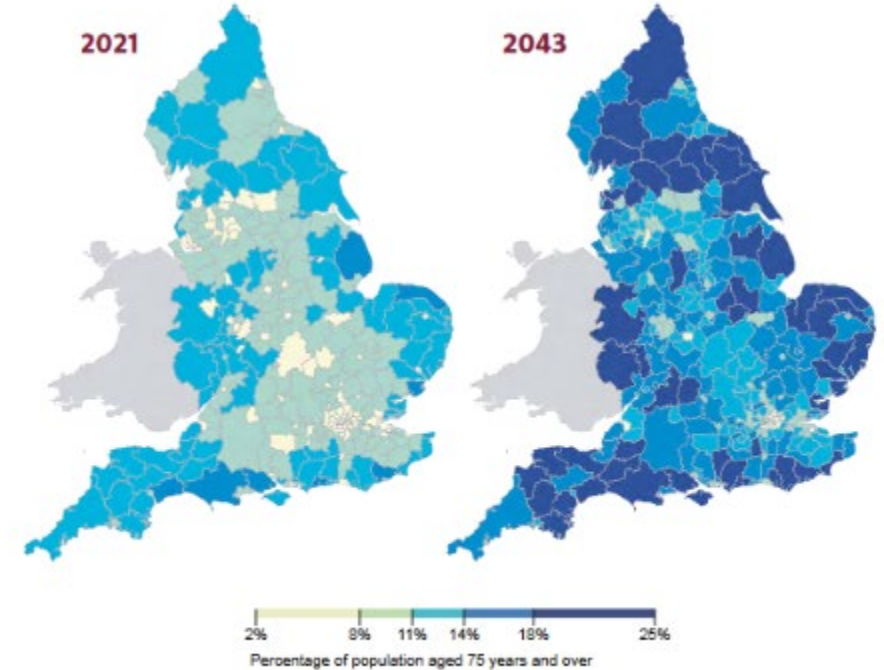 2021 2043
2% 8% 11% 14% 18% 25%
Percentage of population aged 75 years and over